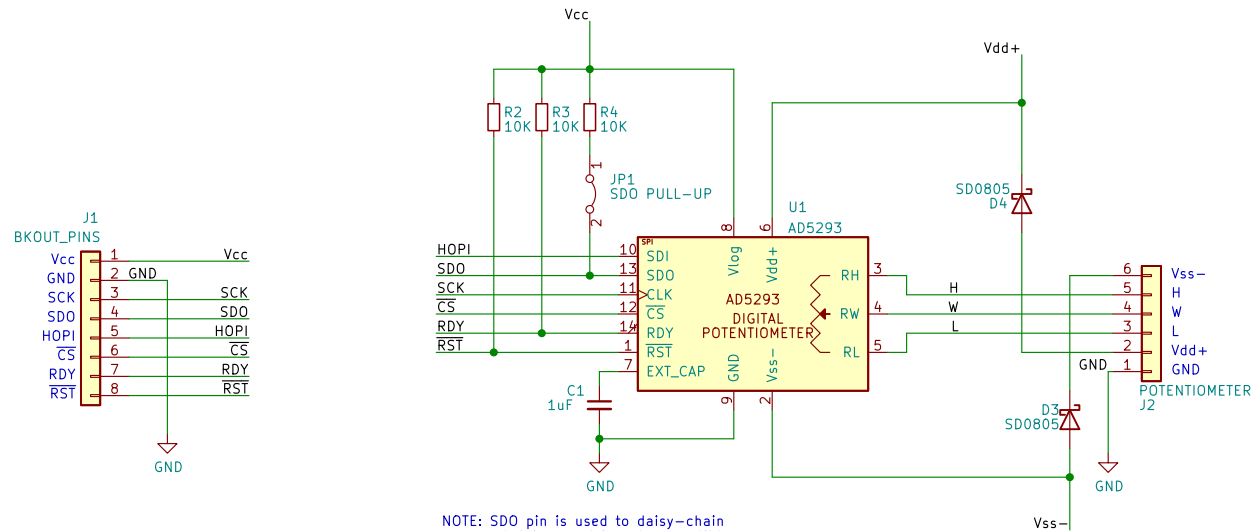 Vcc
Vdd+
R2
10K
R3
10K
R4
10K
1
JP1
SDO PULL-UP
2
SD0805
D4
J1
BKOUT_PINS
Vcc 1 Vcc
GND 2 GND
SCK 3 SCK
SDO 4 SDO
HOPI 5 HOPI
CS 6 CS
RDY 7 RDY
RST 8 RST
GND
U1
AD5293
8
6
SPI
HOPI 10 SDI
SDO 13 SDO
SCK 11 CLK
CS 12 CS
RDY 14 RDY
RST 1 RST
7 EXT_CAP
Vlog
Vdd+
AD5293
DIGITAL
POTENTIOMETER
GND
Vss-
RH 3
RW 4
RL 5
9
2
H
W
L
C1
1uF
GND
6 Vss-
5 H
4 W
3 L
2 Vdd+
GND 1 GND
POTENTIOMETER
J2
D3
SD0805
GND
Vss-
NOTE: SDO pin is used to daisy-chain